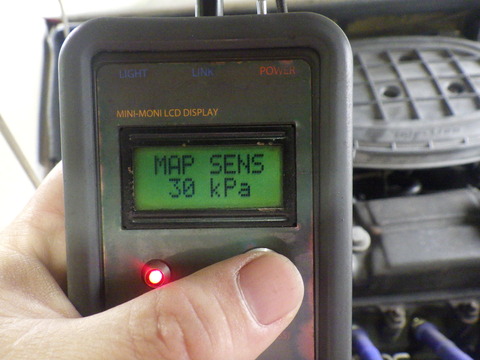 LIGHT LINK POWER
MINI-MONI LCD DISPLAY
MAP SENS
30 kPa